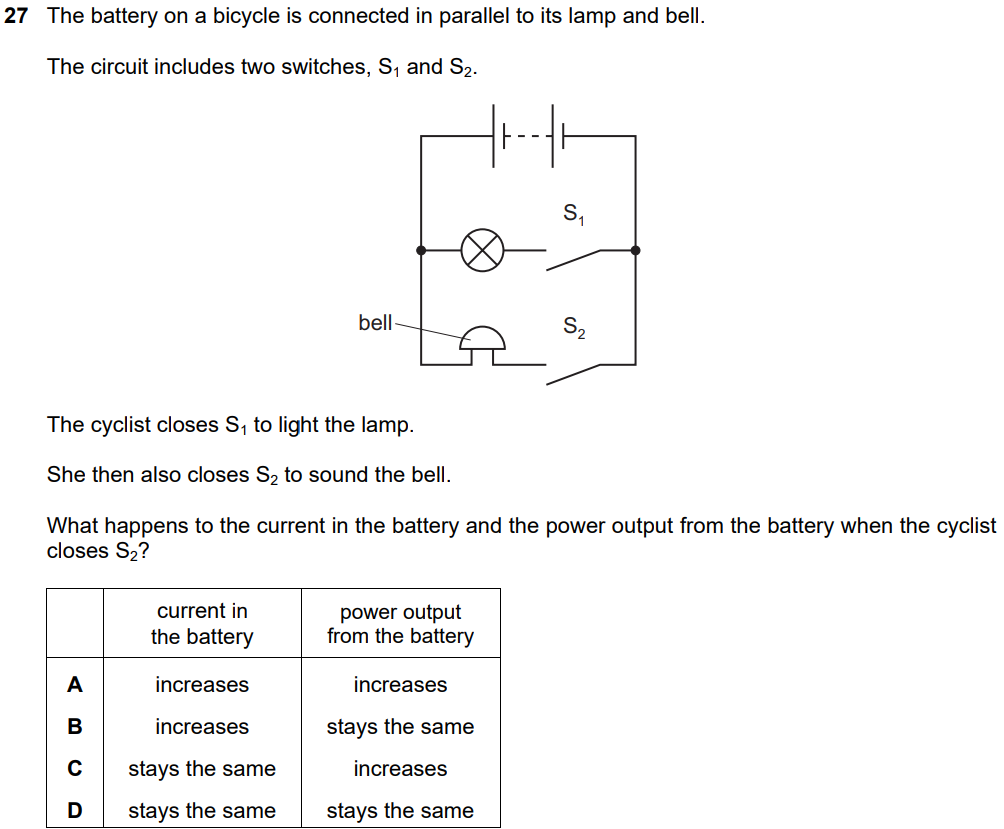 27 The battery on a bicycle is connected in parallel to its lamp and bell.
The circuit includes two switches, S₁ and S₂.
S₁
bell
S₂
The cyclist closes S₁ to light the lamp.
She then also closes S₂ to sound the bell.
What happens to the current in the battery and the power output from the battery when the cyclist
closes S₂?
current in power output
the battery from the battery
A increases increases
B increases stays the same
C stays the same increases
D stays the same stays the same